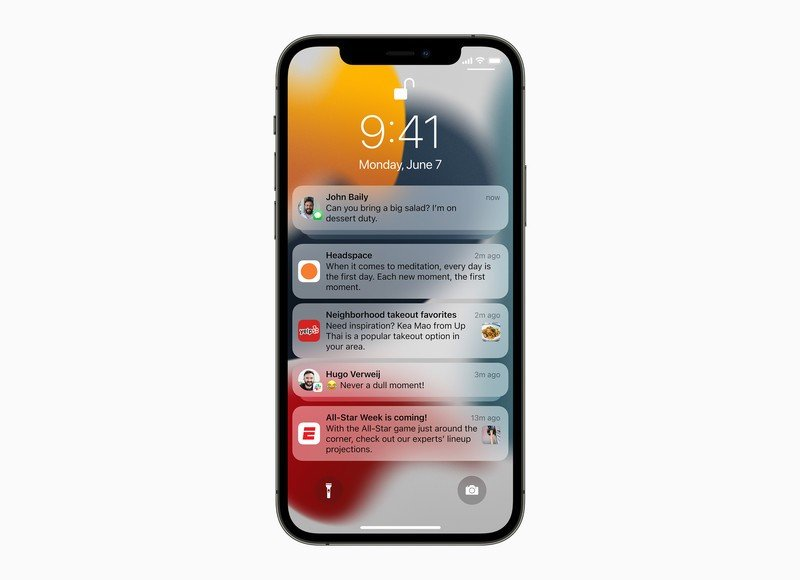 9:41
Monday, June 7
John Baily
now
Can you bring a big salad? I'm on
dessert duty.
Headspace
2m ago
When it comes to meditation, every day is
the first day. Each new moment, the first
moment.
Neighborhood takeout favorites
2m ago
Need inspiration? Kea Mao from Up
Thai is a popular takeout option in
your area.
yelp
Hugo Verweij
3m ago
😂 Never a dull moment!
All-Star Week is coming!
13m ago
With the All-Star game just around the
corner, check out our experts' lineup
projections.